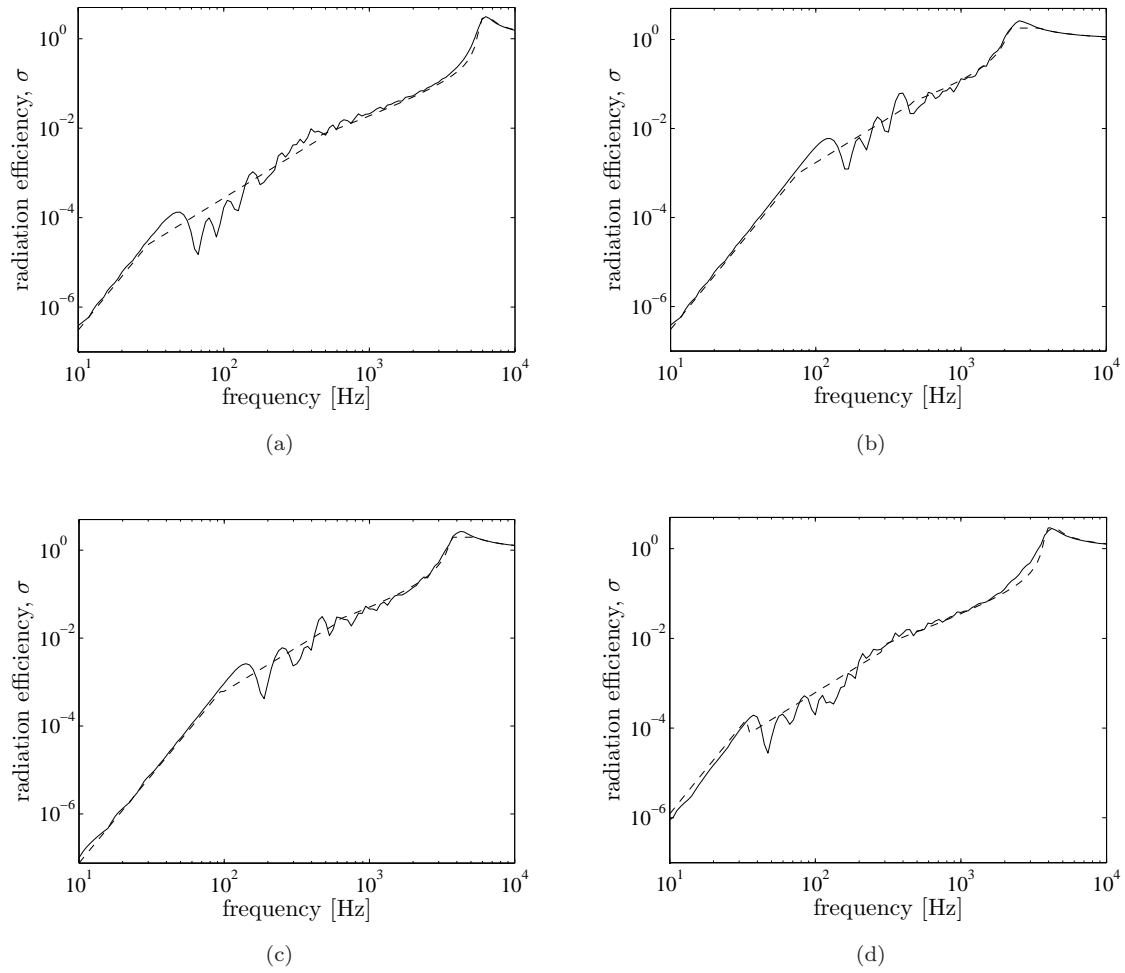 10^0
10^-2
10^-4
10^-6
radiation efficiency, σ
10^1 10^2 10^3 10^4
frequency [Hz]
(a)
10^0
10^-2
10^-4
10^-6
radiation efficiency, σ
10^1 10^2 10^3 10^4
frequency [Hz]
(b)
10^0
10^-2
10^-4
10^-6
radiation efficiency, σ
10^1 10^2 10^3 10^4
frequency [Hz]
(c)
10^0
10^-2
10^-4
10^-6
radiation efficiency, σ
10^1 10^2 10^3 10^4
frequency [Hz]
(d)